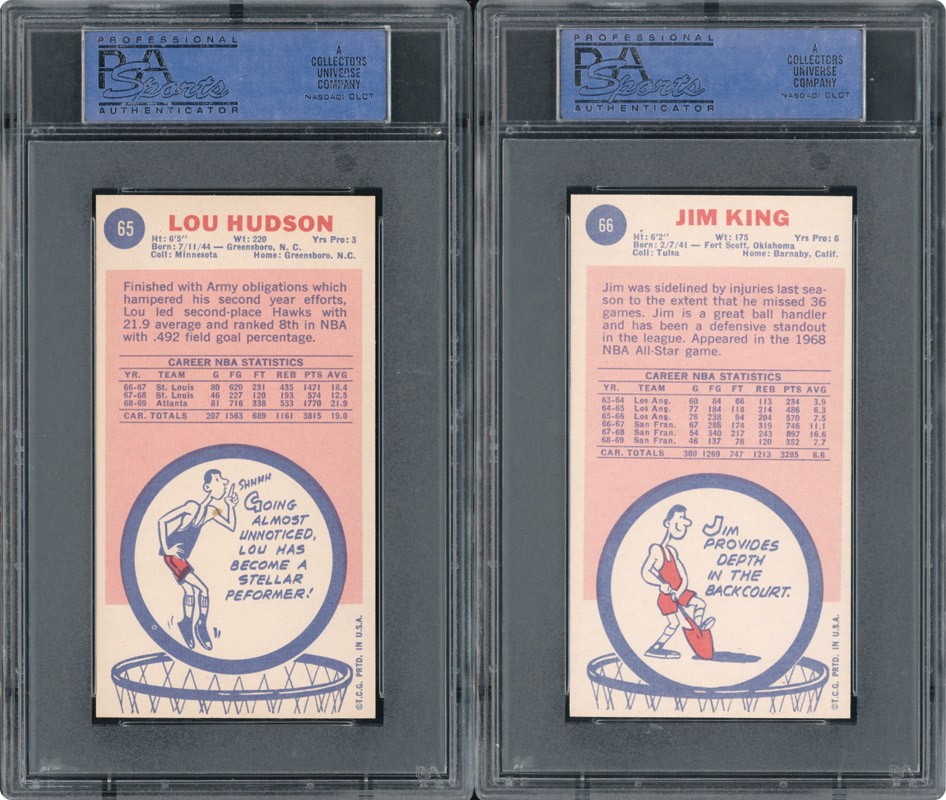 PROFESSIONAL
PSA
Sports
AUTHENTICATOR
A
COLLECTORS
UNIVERSE
COMPANY
NASDAQ: CLCT
65
LOU HUDSON
Ht: 6'5" Wt: 220 Yrs Pro: 3
Born: 7/11/44 — Greensboro, N. C.
Coll: Minnesota Home: Greensboro, N.C.
Finished with Army obligations which
hampered his second year efforts,
Lou led second-place Hawks with
21.9 average and ranked 8th in NBA
with .492 field goal percentage.
CAREER NBA STATISTICS
YR. TEAM G FG FT REB PTS AVG
66-67 St. Louis 80 620 231 435 1471 18.4
67-68 St. Louis 46 227 120 193 574 12.5
68-69 Atlanta 81 716 338 533 1770 21.9
CAR. TOTALS 207 1563 689 1161 3815 19.0
SHHHH
GOING
ALMOST
UNNOTICED,
LOU HAS
BECOME A
STELLAR
PEFORMER!
©T.C.G. PRTD. IN U.S.A.
PROFESSIONAL
PSA
Sports
AUTHENTICATOR
A
COLLECTORS
UNIVERSE
COMPANY
NASDAQ: CLCT
66
JIM KING
Ht: 6'2" Wt: 175 Yrs Pro: 6
Born: 2/7/41 — Fort Scott, Oklahoma
Coll: Tulsa Home: Barnaby, Calif.
Jim was sidelined by injuries last sea-
son to the extent that he missed 36
games. Jim is a great ball handler
and has been a defensive standout
in the league. Appeared in the 1968
NBA All-Star game.
CAREER NBA STATISTICS
YR. TEAM G FG FT REB PTS AVG
63-64 Los Ang. 60 84 66 113 234 3.9
64-65 Los Ang. 77 184 118 214 486 6.3
65-66 Los Ang. 76 238 94 204 570 7.5
66-67 San Fran. 67 286 174 319 746 11.1
67-68 San Fran. 54 340 217 243 897 16.6
68-69 San Fran. 46 137 78 120 352 7.7
CAR. TOTALS 380 1269 747 1213 3285 8.6
JIM
PROVIDES
DEPTH
IN THE
BACKCOURT.
©T.C.G. PRTD. IN U.S.A.